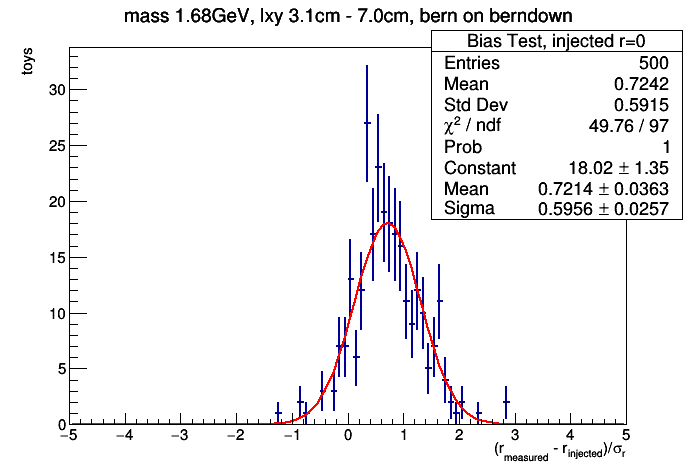 mass 1.68GeV, lxy 3.1cm - 7.0cm, bern on berndown
Bias Test, injected r=0
Entries 500
Mean 0.7242
Std Dev 0.5915
χ² / ndf 49.76 / 97
Prob 1
Constant 18.02 ± 1.35
Mean 0.7214 ± 0.0363
Sigma 0.5956 ± 0.0257
toys
30
25
20
15
10
5
0
−5 −4 −3 −2 −1 0 1 2 3 4 5
(r_measured - r_injected)/σ_r